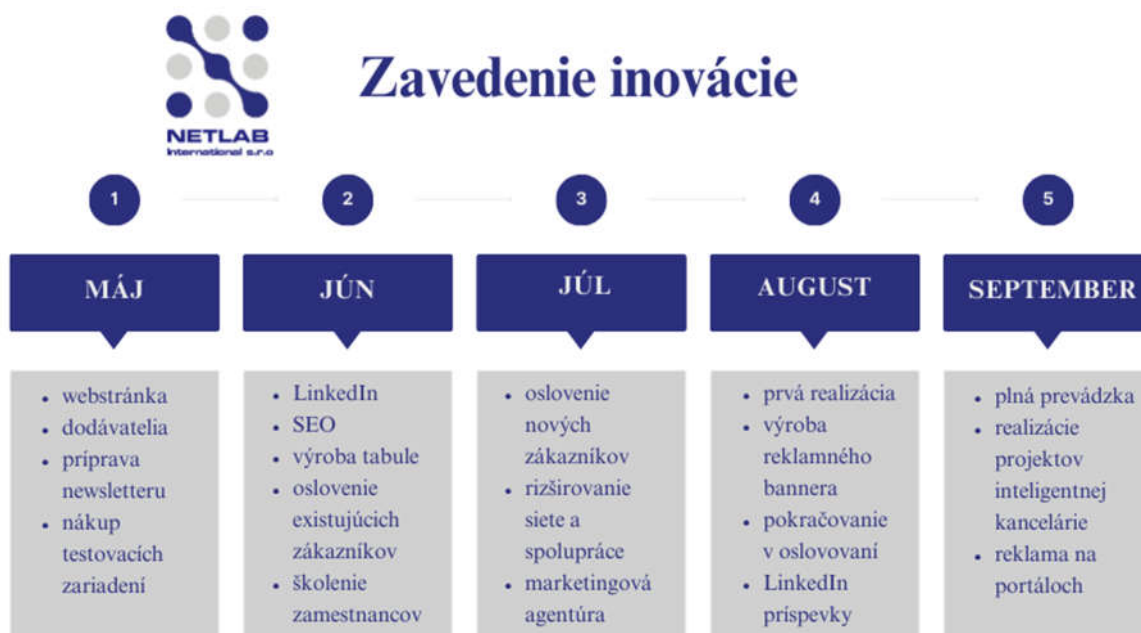 NETLAB
International s.r.o
Zavedenie inovácie
1
2
3
4
5
MÁJ
• webstránka
• dodávatelia
• príprava
newsletteru
• nákup
testovacích
zariadení
JÚN
• LinkedIn
• SEO
• výroba tabule
• oslovenie
existujúcich
zákazníkov
• školenie
zamestnancov
JÚL
• oslovenie
nových
zákazníkov
• rizširovanie
siete a
spolupráce
• marketingová
agentúra
AUGUST
• prvá realizácia
• výroba
reklamného
bannera
• pokračovanie
v oslovovaní
• LinkedIn
príspevky
SEPTEMBER
• plná prevádzka
• realizácie
projektov
inteligentnej
kancelárie
• reklama na
portáloch